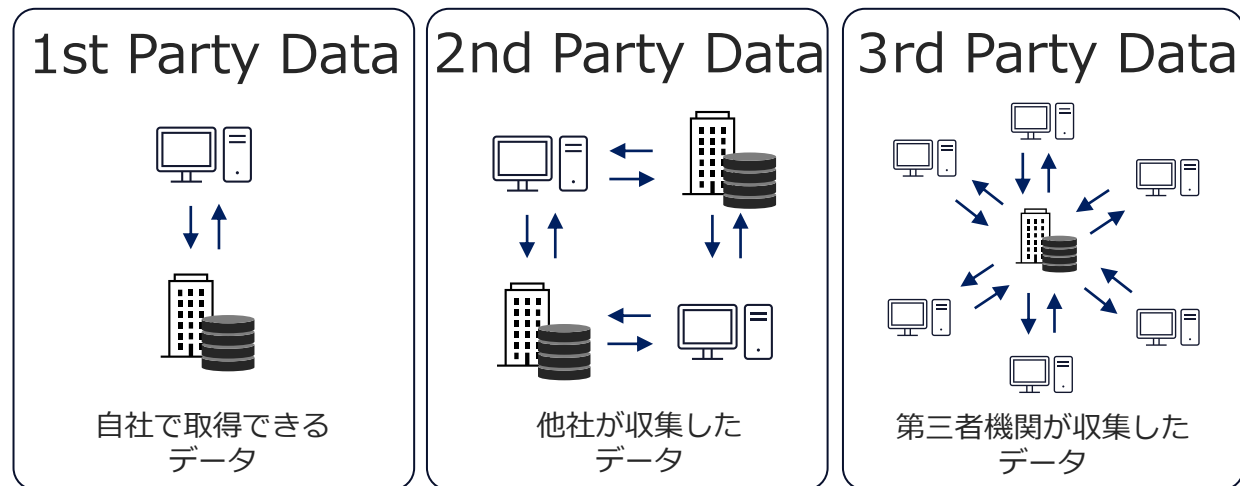 1st Party Data
自社で取得できる
データ
2nd Party Data
他社が収集した
データ
3rd Party Data
第三者機関が収集した
データ